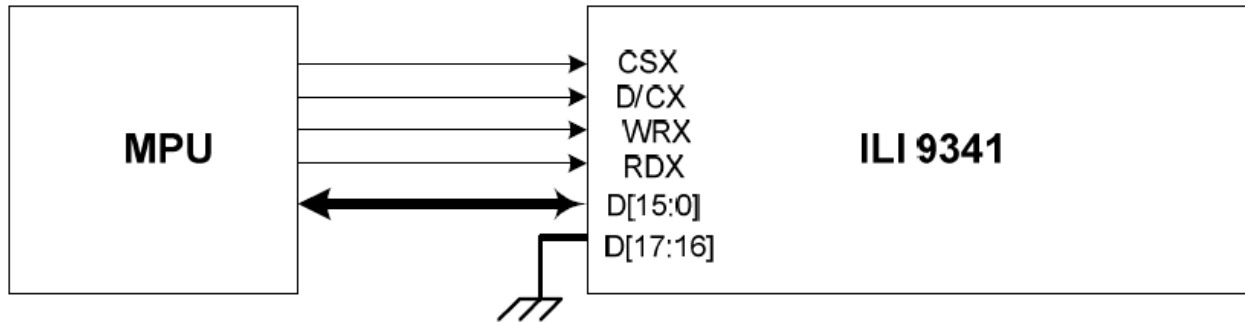 MPU
CSX
D/CX
WRX
RDX
D[15:0]
D[17:16]
ILI 9341